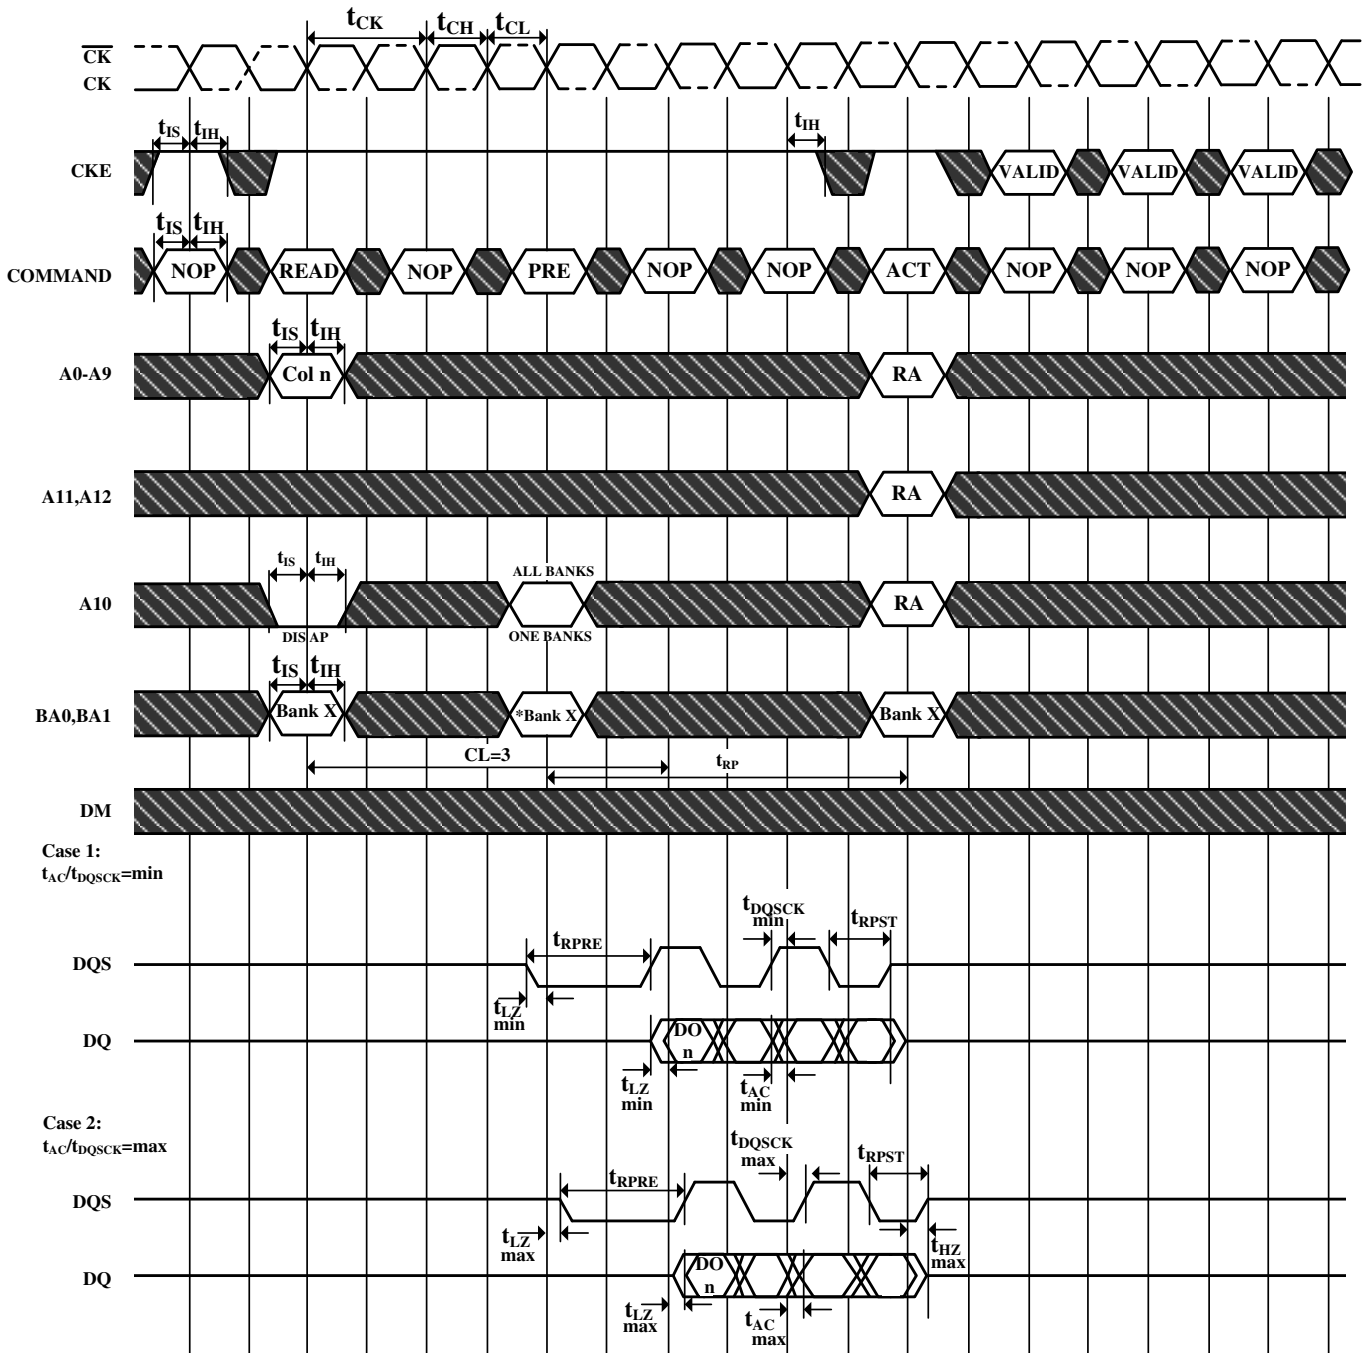 tCK tCH tCL
CK
CK
tIS tIH tIH
CKE VALID VALID VALID
tIS tIH
COMMAND NOP READ NOP PRE NOP NOP ACT NOP NOP NOP
tIS tIH
A0-A9 Col n RA
A11,A12 RA
tIS tIH ALL BANKS
A10 RA
DIS AP ONE BANKS
tIS tIH
BA0,BA1 Bank X *Bank X Bank X
CL=3 tRP
DM
Case 1:
tAC/tDQSCK=min
tDQSCK
min
tRPST
tRPRE
DQS
tLZ
min
DQ DO
n
tLZ
min
tAC
min
Case 2:
tAC/tDQSCK=max
tDQSCK
max
tRPST
tRPRE
DQS
tLZ
max
tHZ
max
DQ DO
n
tLZ
max
tAC
max